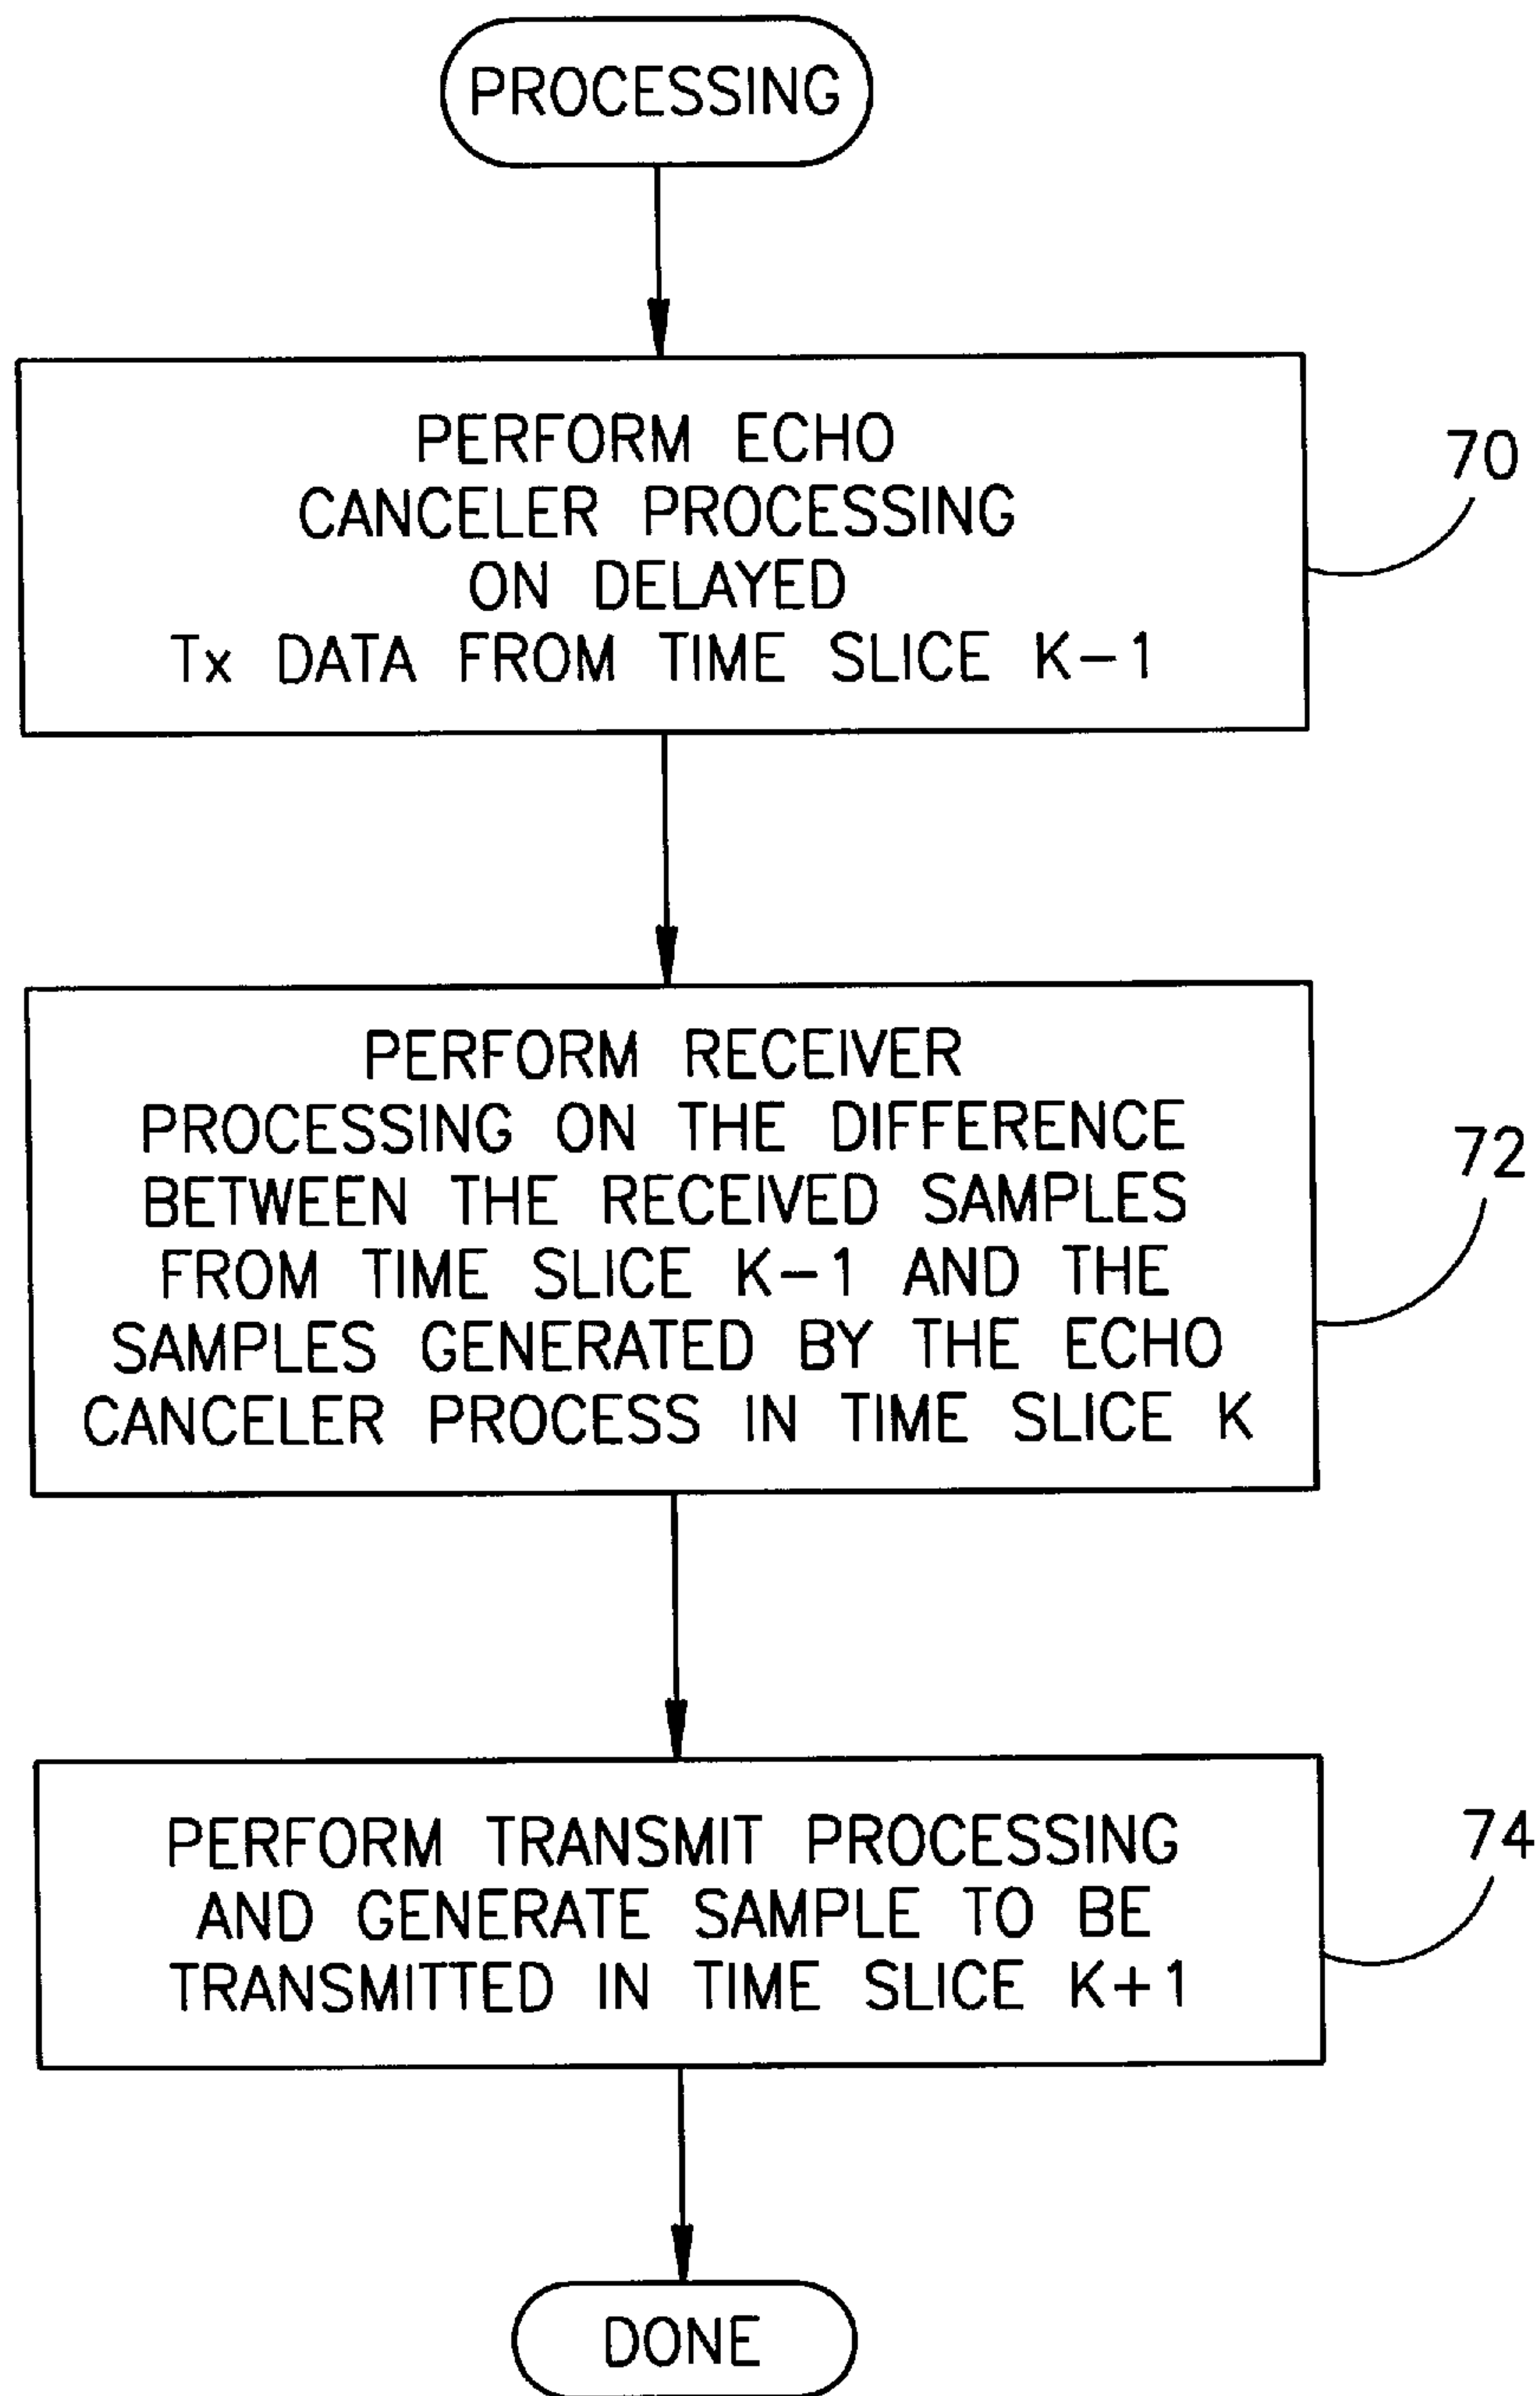 PROCESSING
PERFORM ECHO
CANCELER PROCESSING
ON DELAYED
Tx DATA FROM TIME SLICE K-1
70
PERFORM RECEIVER
PROCESSING ON THE DIFFERENCE
BETWEEN THE RECEIVED SAMPLES
FROM TIME SLICE K-1 AND THE
SAMPLES GENERATED BY THE ECHO
CANCELER PROCESS IN TIME SLICE K
72
PERFORM TRANSMIT PROCESSING
AND GENERATE SAMPLE TO BE
TRANSMITTED IN TIME SLICE K+1
74
DONE